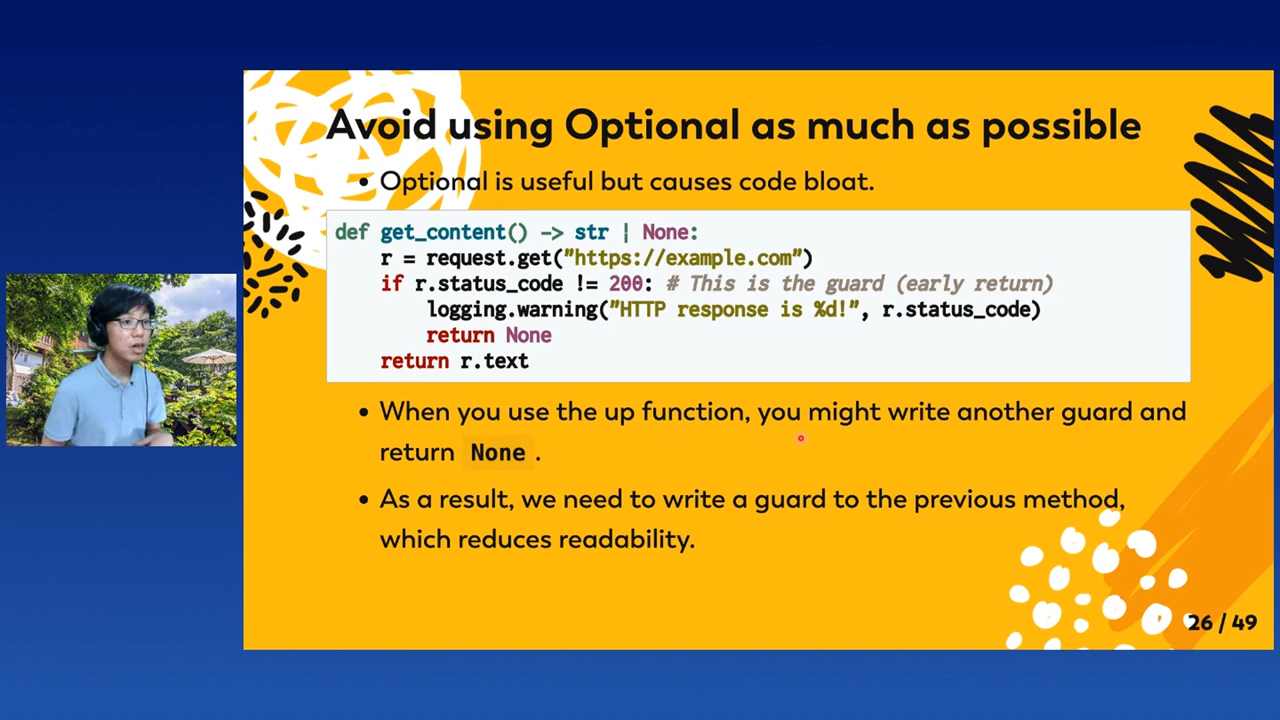 Avoid using Optional as much as possible
• Optional is useful but causes code bloat.
def get_content() -> str | None:
    r = request.get("https://example.com")
    if r.status_code != 200: # This is the guard (early return)
        logging.warning("HTTP response is %d!", r.status_code)
        return None
    return r.text
• When you use the up function, you might write another guard and
return None .
• As a result, we need to write a guard to the previous method,
which reduces readability.
26 / 49